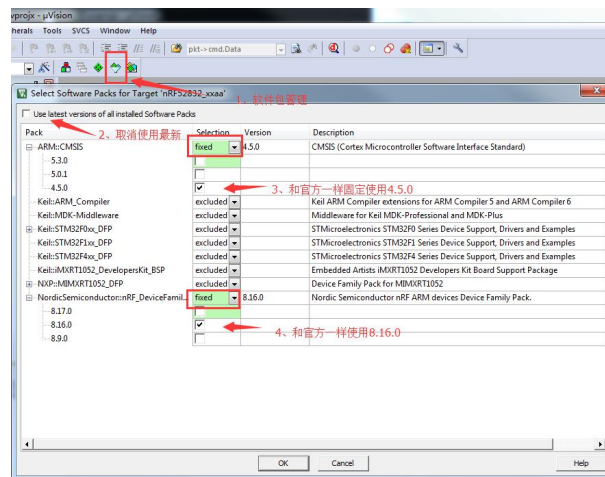 vprojx - µVision
herals Tools SVCS Window Help
pkt->cmd.Data
Select Software Packs for Target 'nRF52832_xxaa'
1、软件包管理
Use latest versions of all installed Software Packs
2、取消使用最新
Pack Selection Version Description
ARM::CMSIS fixed 4.5.0 CMSIS (Cortex Microcontroller Software Interface Standard)
5.3.0
5.0.1
4.5.0
3、和官方一样固定使用4.5.0
Keil::ARM_Compiler excluded Keil ARM Compiler extensions for ARM Compiler 5 and ARM Compiler 6
Keil::MDK-Middleware excluded Middleware for Keil MDK-Professional and MDK-Plus
Keil::STM32F0xx_DFP excluded STMicroelectronics STM32F0 Series Device Support, Drivers and Examples
Keil::STM32F1xx_DFP excluded STMicroelectronics STM32F1 Series Device Support, Drivers and Examples
Keil::STM32F4xx_DFP excluded STMicroelectronics STM32F4 Series Device Support, Drivers and Examples
Keil::iMXRT1052_DevelopersKit_BSP excluded Embedded Artists iMXRT1052 Developers Kit Board Support Package
NXP::MIMXRT1052_DFP excluded Device Family Pack for MIMXRT1052
NordicSemiconductor::nRF_DeviceFamil... fixed 8.16.0 Nordic Semiconductor nRF ARM devices Device Family Pack.
8.17.0
8.16.0
4、和官方一样使用8.16.0
8.9.0
OK Cancel Help